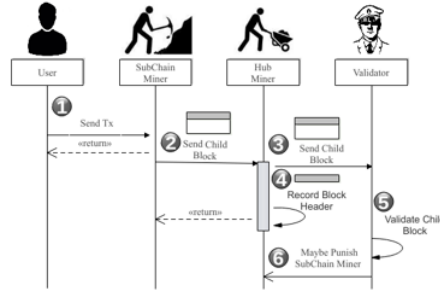 User
SubChain
Miner
Hub
Miner
Validator
1
Send Tx
«return»
2
Send Child
Block
3
Send Child
Block
4
Record Block
Header
5
Validate Chil
Block
«return»
6
Maybe Punish
SubChain Miner